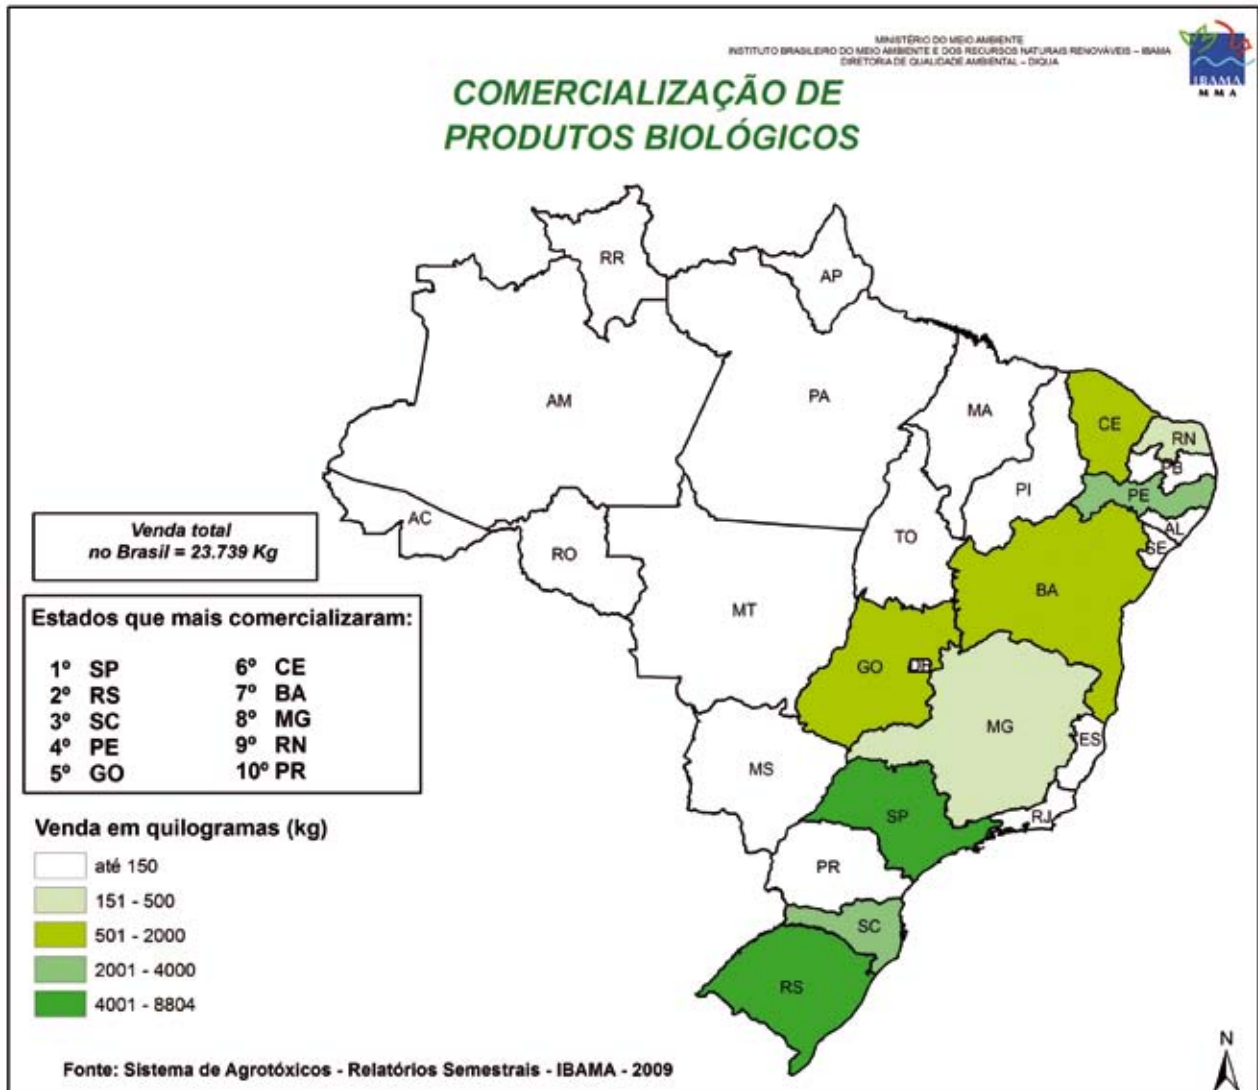 MINISTÉRIO DO MEIO AMBIENTE
INSTITUTO BRASILEIRO DO MEIO AMBIENTE E DOS RECURSOS NATURAIS RENOVÁVEIS – IBAMA
DIRETORIA DE QUALIDADE AMBIENTAL – DIQUA
IBAMA
M M A
COMERCIALIZAÇÃO DE
PRODUTOS BIOLÓGICOS
RR
AP
AM
PA
MA
CE
RN
PB
PI
PE
AC
TO
AL
SE
RO
BA
MT
GO
DF
MG
ES
MS
SP
RJ
PR
SC
RS
Venda total
no Brasil = 23.739 Kg
Estados que mais comercializaram:
1º SP 6º CE
2º RS 7º BA
3º SC 8º MG
4º PE 9º RN
5º GO 10º PR
Venda em quilogramas (kg)
até 150
151 - 500
501 - 2000
2001 - 4000
4001 - 8804
N
Fonte: Sistema de Agrotóxicos - Relatórios Semestrais - IBAMA - 2009